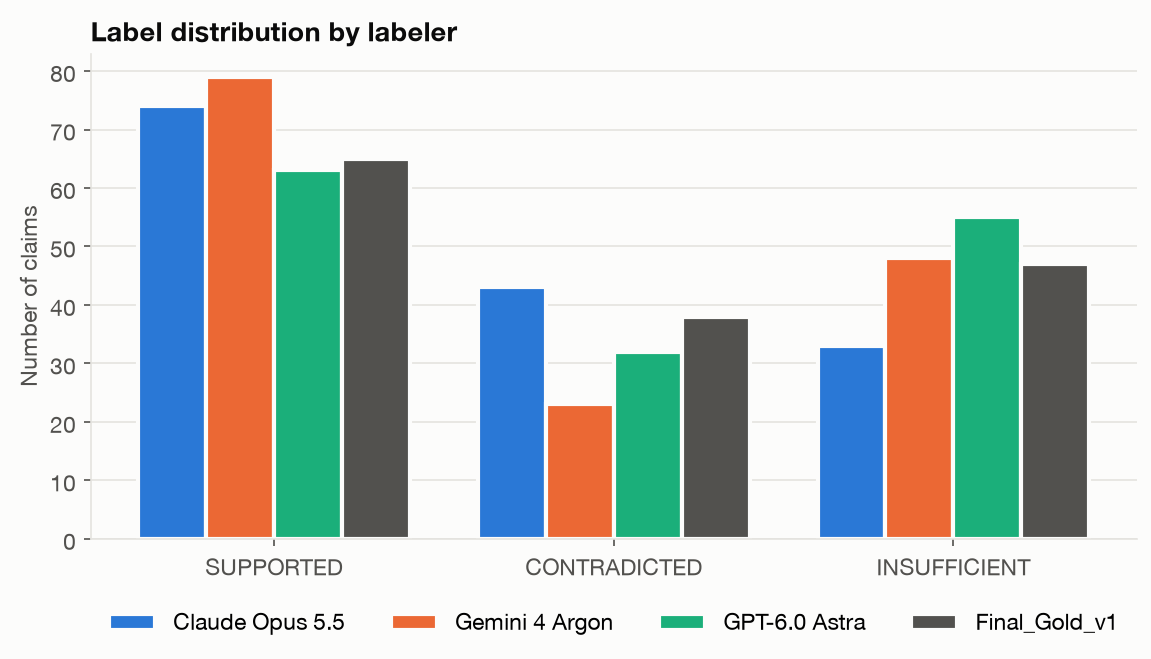 Label distribution by labeler
Number of claims
80
70
60
50
40
30
20
10
0
SUPPORTED CONTRADICTED INSUFFICIENT
Claude Opus 5.5 Gemini 4 Argon GPT-6.0 Astra Final_Gold_v1